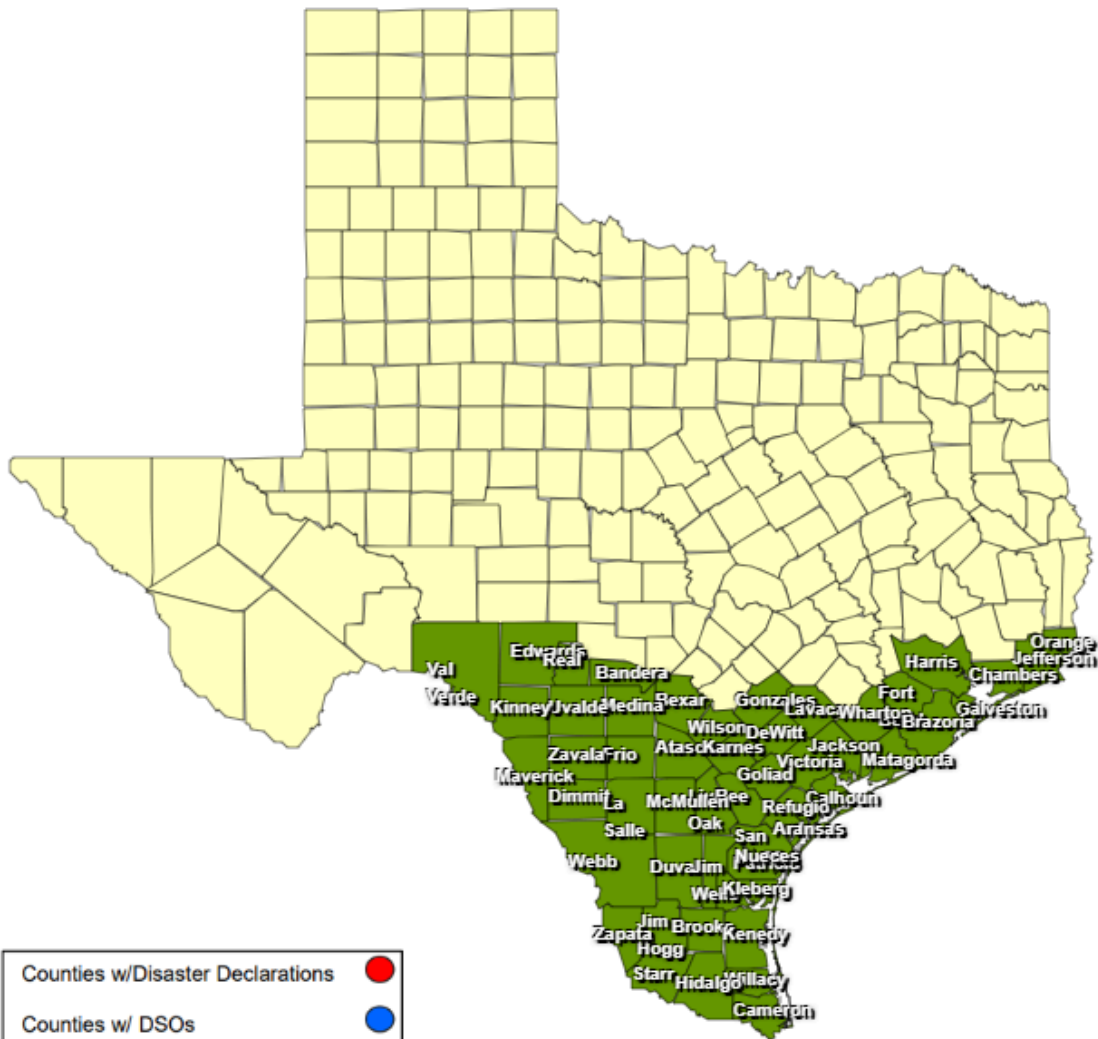 Orange
Edwards
Jefferson
Real
Harris
Val
Bandera
Chambers
Verde
Kinney
Uvalde
Medina
Bexar
Gonzales
Fort
Lavaca
Wharton
Galveston
Brazoria
Wilson
DeWitt
Zavala
Frio
Karnes
Jackson
Maverick
Victoria
Matagorda
Goliad
Dimmit
La
McMullen
Bee
Refugio
Calhoun
Salle
Oak
San
Aransas
Webb
Nueces
Duval
Jim
Kleberg
Jim
Brooks
Zapata
Kenedy
Hogg
Starr
Hidalgo
Willacy
Cameron
Counties w/Disaster Declarations
Counties w/ DSOs